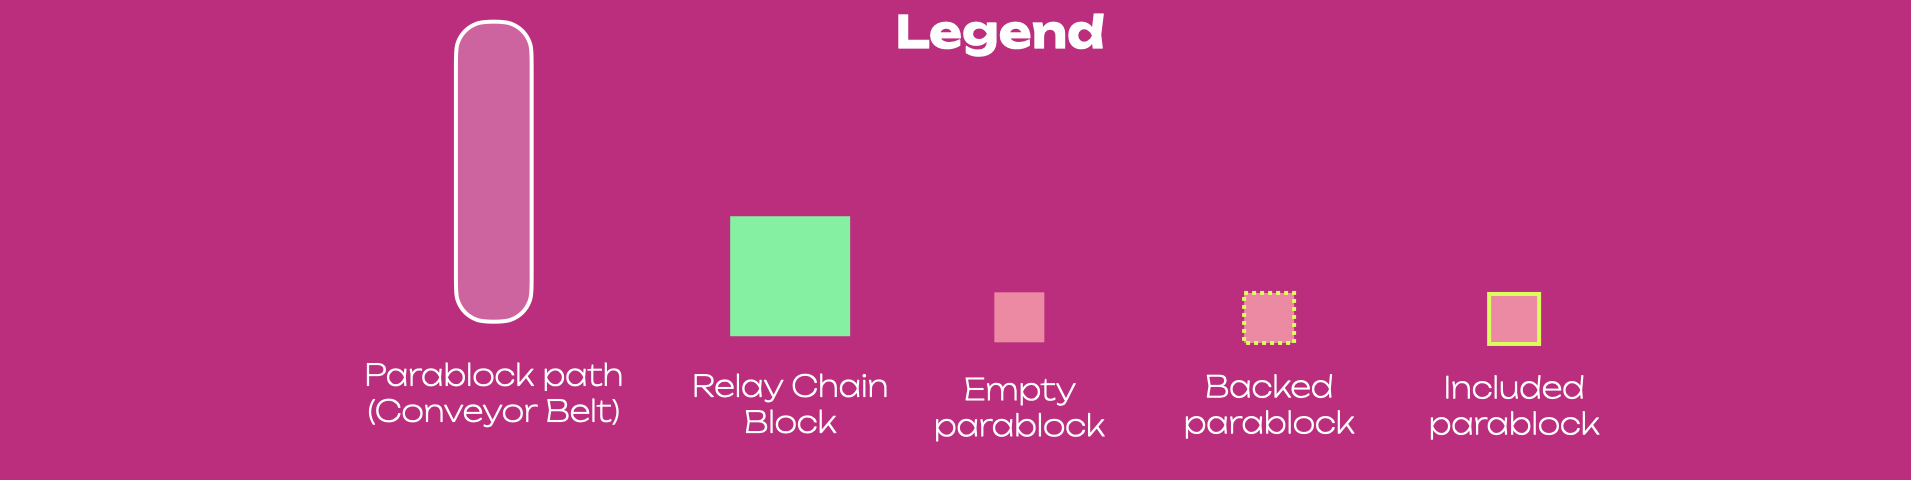 Legend
Parablock path
(Conveyor Belt)
Relay Chain
Block
Empty
parablock
Backed
parablock
Included
parablock